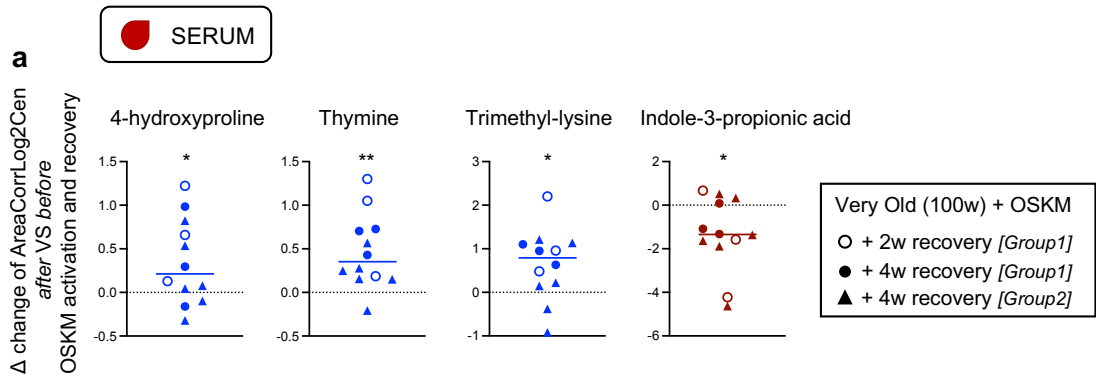 SERUM
a
Δ change of AreaCorrLog2Cen
after VS before
OSKM activation and recovery
4-hydroxyproline
*
1.5
1.0
0.5
0.0
-0.5
Thymine
**
1.5
1.0
0.5
0.0
-0.5
Trimethyl-lysine
*
3
2
1
0
-1
Indole-3-propionic acid
*
2
0
-2
-4
-6
Very Old (100w) + OSKM
+ 2w recovery [Group1]
+ 4w recovery [Group1]
+ 4w recovery [Group2]